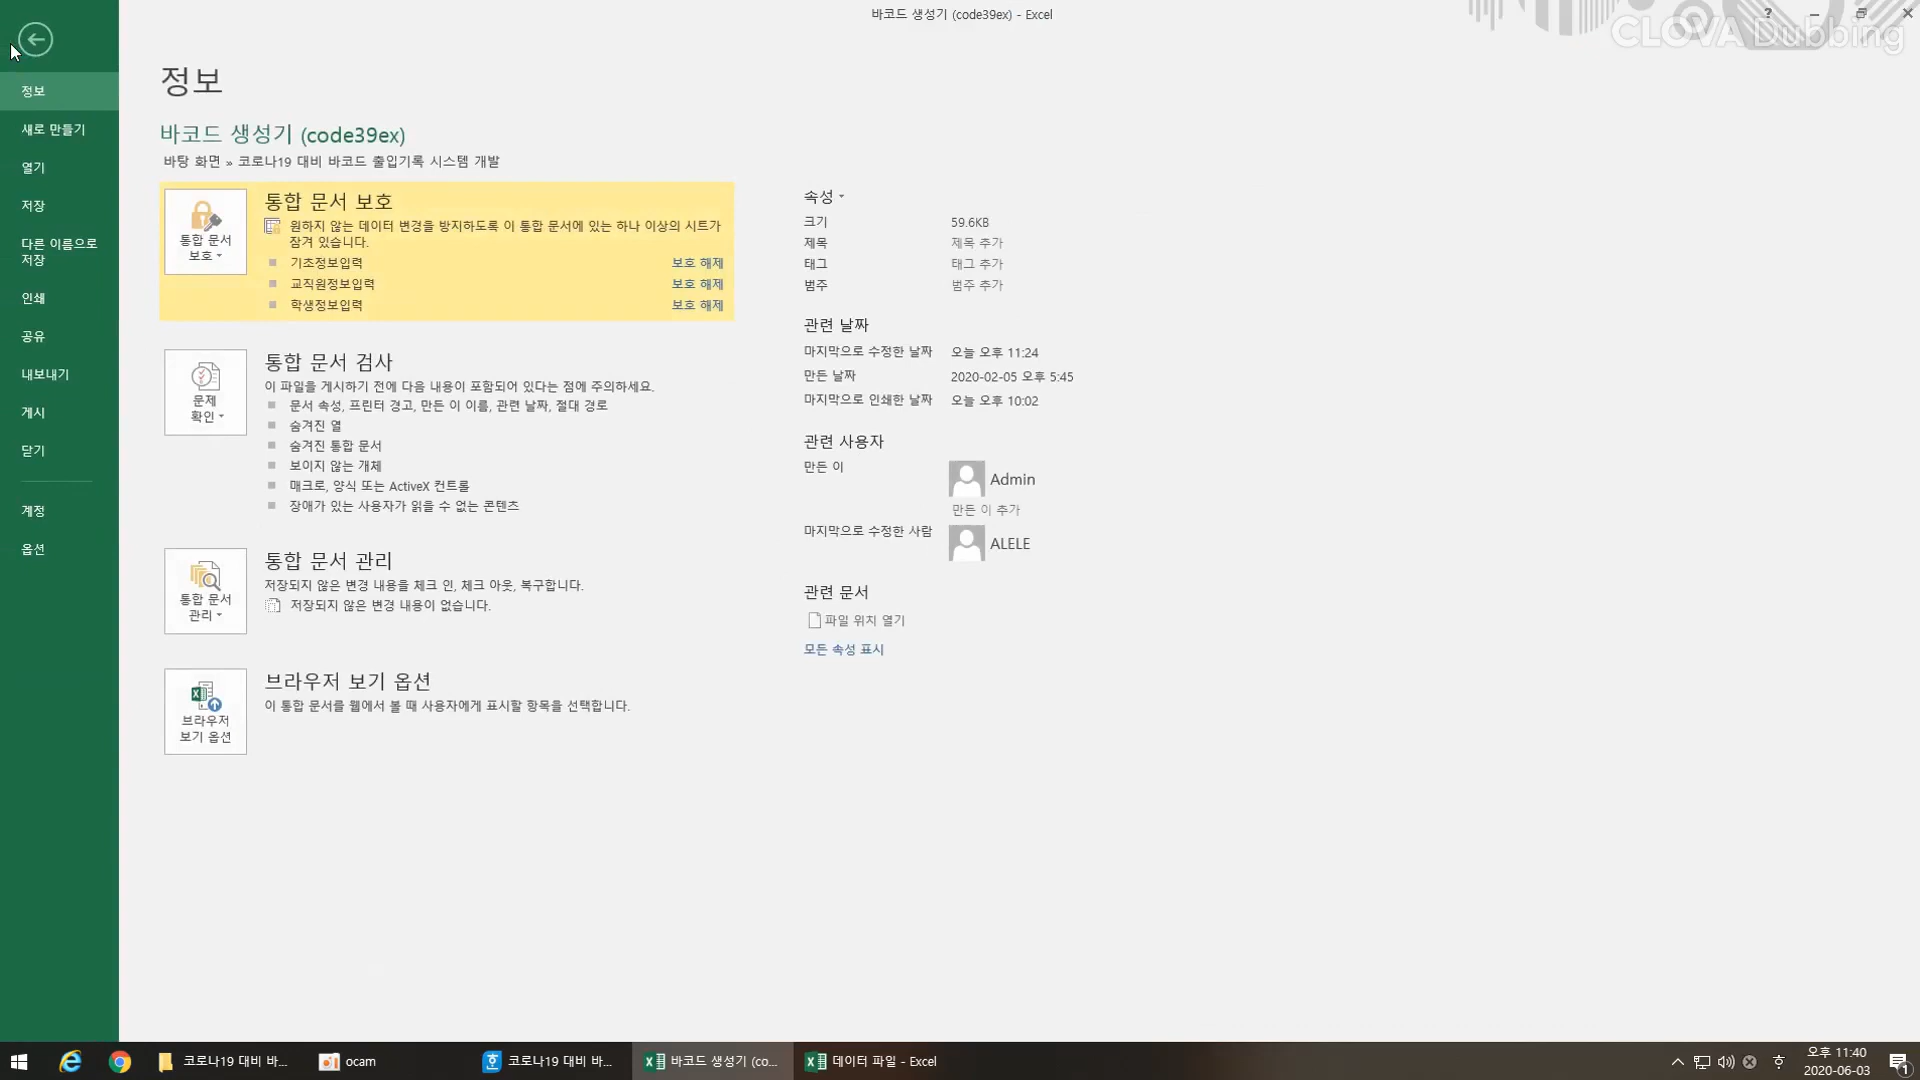 바코드 생성기 (code39ex) - Excel
?
CLOVA Dubbing
정보
새로 만들기
열기
저장
다른 이름으로
저장
인쇄
공유
내보내기
게시
닫기
계정
옵션
정보
바코드 생성기 (code39ex)
바탕 화면 » 코로나19 대비 바코드 출입기록 시스템 개발
통합 문서
보호
통합 문서 보호
원하지 않는 데이터 변경을 방지하도록 이 통합 문서에 있는 하나 이상의 시트가
잠겨 있습니다.
기초정보입력 보호 해제
교직원정보입력 보호 해제
학생정보입력 보호 해제
문제
확인
통합 문서 검사
이 파일을 게시하기 전에 다음 내용이 포함되어 있다는 점에 주의하세요.
문서 속성, 프린터 경고, 만든 이 이름, 관련 날짜, 절대 경로
숨겨진 열
숨겨진 통합 문서
보이지 않는 개체
매크로, 양식 또는 ActiveX 컨트롤
장애가 있는 사용자가 읽을 수 없는 콘텐츠
통합 문서
관리
통합 문서 관리
저장되지 않은 변경 내용을 체크 인, 체크 아웃, 복구합니다.
저장되지 않은 변경 내용이 없습니다.
브라우저
보기 옵션
브라우저 보기 옵션
이 통합 문서를 웹에서 볼 때 사용자에게 표시할 항목을 선택합니다.
속성
크기 59.6KB
제목 제목 추가
태그 태그 추가
범주 범주 추가
관련 날짜
마지막으로 수정한 날짜 오늘 오후 11:24
만든 날짜 2020-02-05 오후 5:45
마지막으로 인쇄한 날짜 오늘 오후 10:02
관련 사용자
만든 이 Admin
만든 이 추가
마지막으로 수정한 사람 ALELE
관련 문서
파일 위치 열기
모든 속성 표시
코로나19 대비 바...
ocam
코로나19 대비 바...
바코드 생성기 (co...
데이터 파일 - Excel
오후 11:40
2020-06-03
1